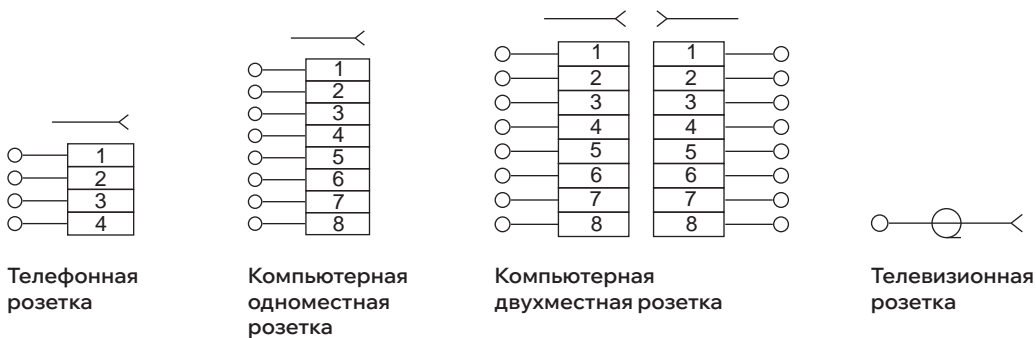 1
2
3
4
Телефонная
розетка
1
2
3
4
5
6
7
8
Компьютерная
одноместная
розетка
1 1
2 2
3 3
4 4
5 5
6 6
7 7
8 8
Компьютерная
двухместная розетка
Телевизионная
розетка